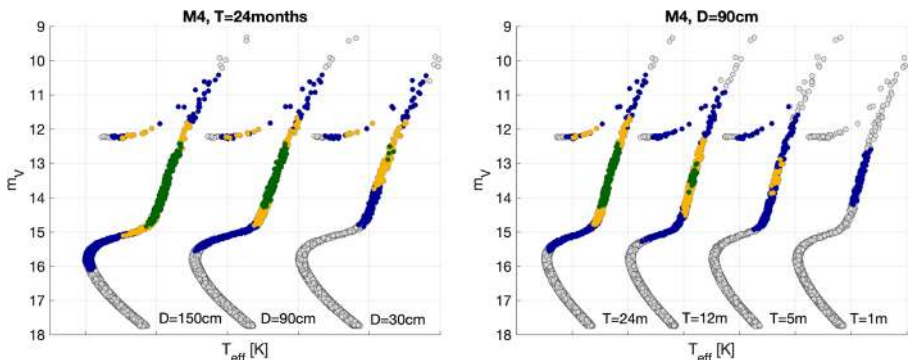 M4, T=24months
9
10
11
12
13
14
15
16
17
18
m_V
D=150cm
D=90cm
D=30cm
T_eff [K]
M4, D=90cm
9
10
11
12
13
14
15
16
17
18
m_V
T=24m
T=12m
T=5m
T=1m
T_eff [K]